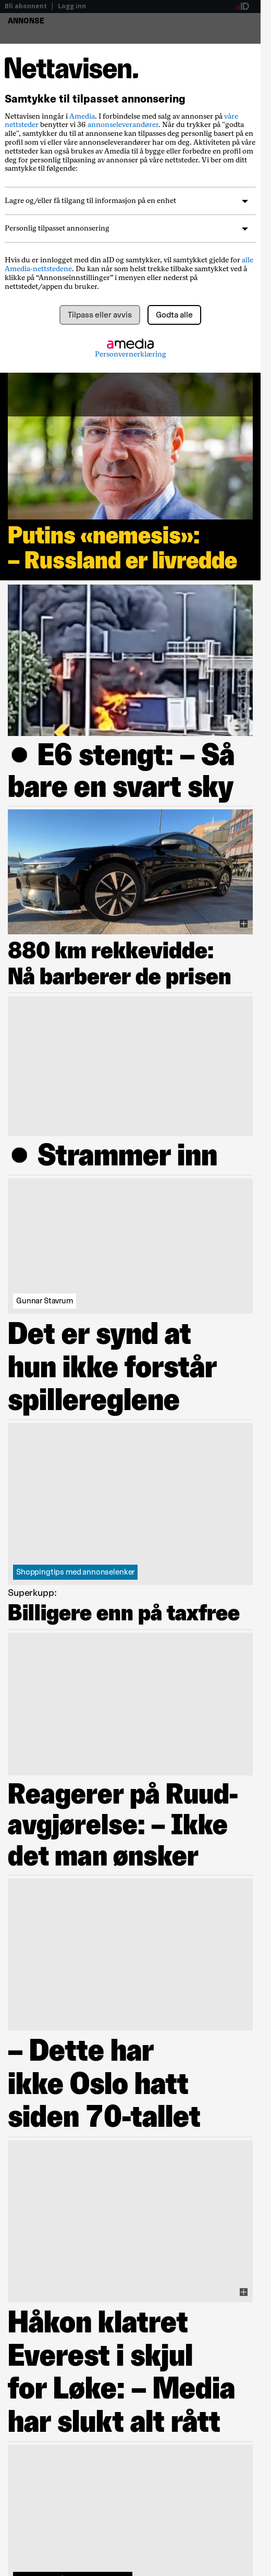 Bli abonnent | Logg inn
aID
ANNONSE
Nettavisen.
Samtykke til tilpasset annonsering
Nettavisen inngår i Amedia. I forbindelse med salg av annonser på våre
nettsteder benytter vi 36 annonseleverandører. Når du trykker på "godta
alle", samtykker du til at annonsene kan tilpasses deg personlig basert på en
profil som vi eller våre annonseleverandører har om deg. Aktiviteten på våre
nettsteder kan også brukes av Amedia til å bygge eller forbedre en profil om
deg for personlig tilpasning av annonser på våre nettsteder. Vi ber om ditt
samtykke til følgende:
Lagre og/eller få tilgang til informasjon på en enhet
Personlig tilpasset annonsering
Hvis du er innlogget med din aID og samtykker, vil samtykket gjelde for alle
Amedia-nettstedene. Du kan når som helst trekke tilbake samtykket ved å
klikke på “Annonseinnstillinger” i menyen eller nederst på
nettstedet/appen du bruker.
Tilpass eller avvis
Godta alle
amedia
Personvernerklæring
Putins «nemesis»:
– Russland er livredde
● E6 stengt: – Så
bare en svart sky
880 km rekkevidde:
Nå barberer de prisen
● Strammer inn
Gunnar Stavrum
Det er synd at
hun ikke forstår
spillereglene
Shoppingtips med annonselenker
Superkupp:
Billigere enn på taxfree
Reagerer på Ruud-
avgjørelse: – Ikke
det man ønsker
– Dette har
ikke Oslo hatt
siden 70-tallet
Håkon klatret
Everest i skjul
for Løke: – Media
har slukt alt rått